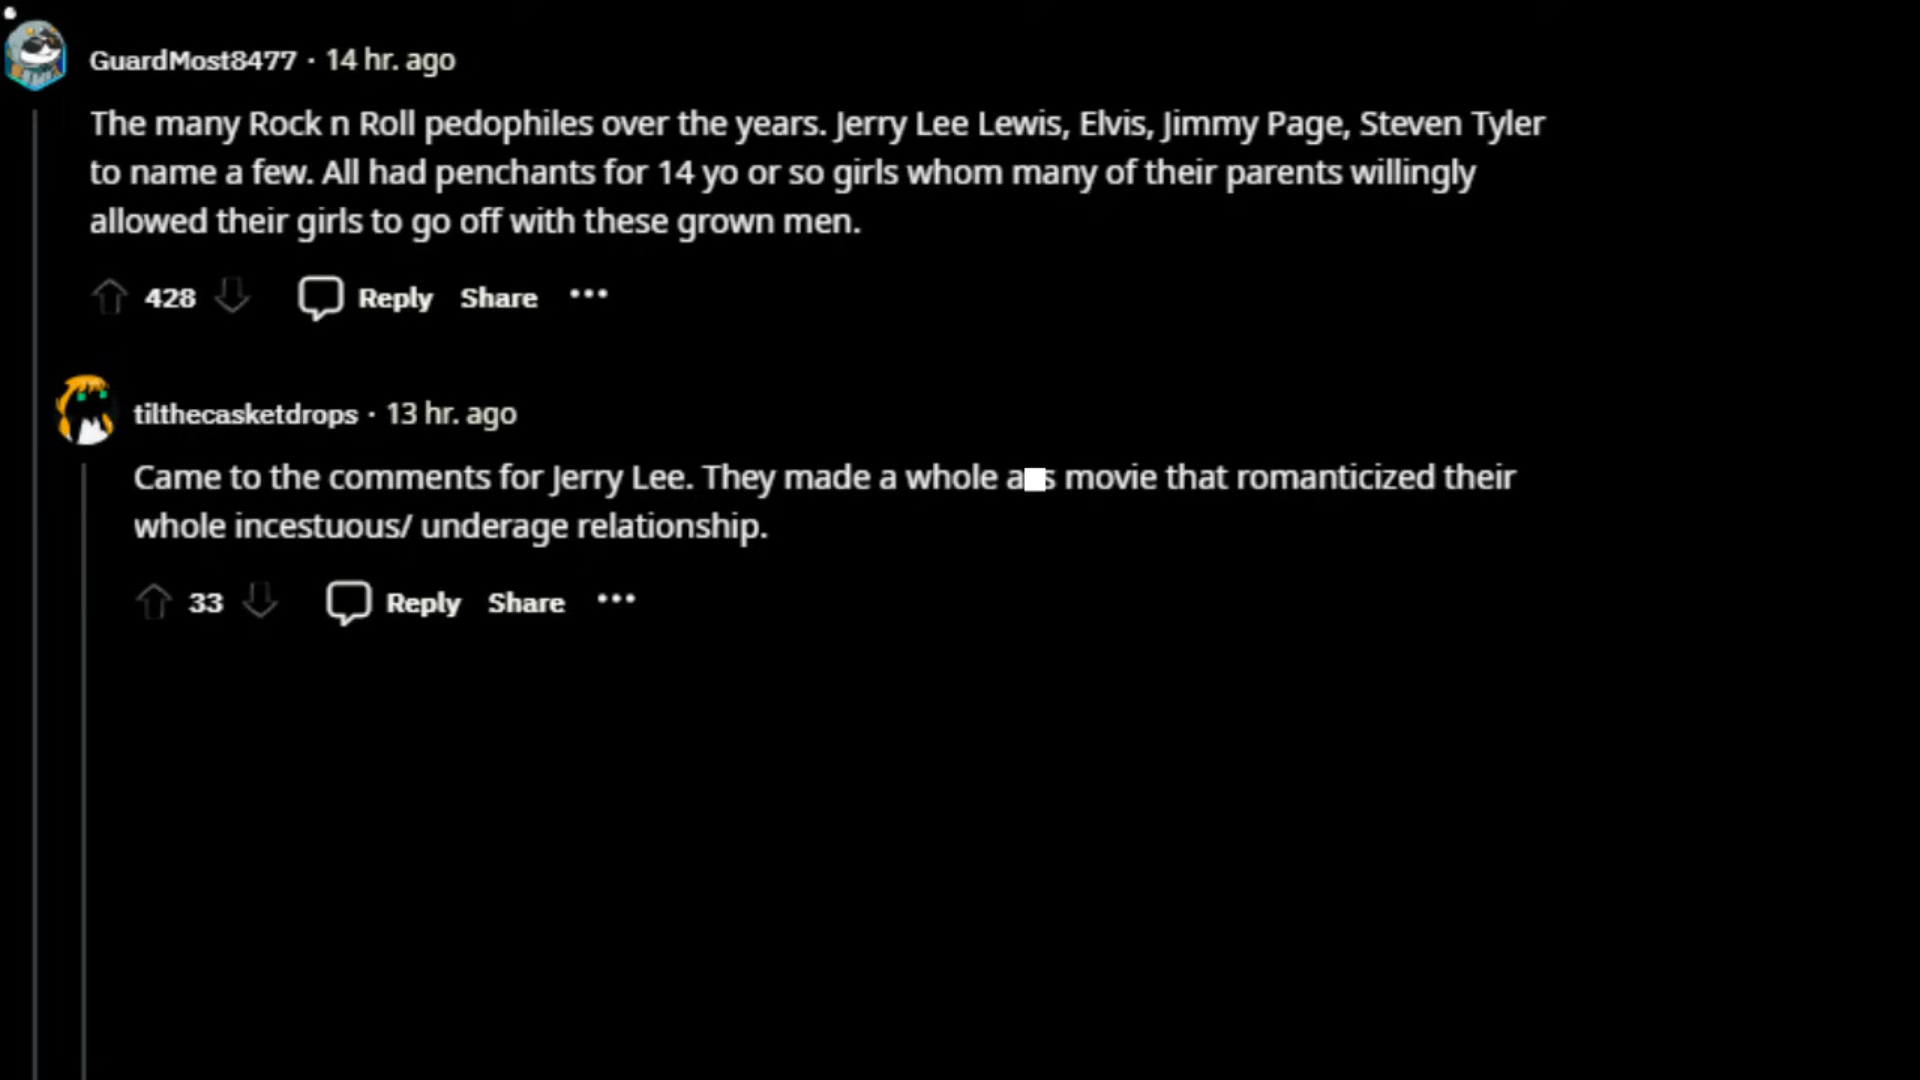 GuardMost8477 · 14 hr. ago
The many Rock n Roll pedophiles over the years. Jerry Lee Lewis, Elvis, Jimmy Page, Steven Tyler
to name a few. All had penchants for 14 yo or so girls whom many of their parents willingly
allowed their girls to go off with these grown men.
428 Reply Share ···
tilthecasketdrops · 13 hr. ago
Came to the comments for Jerry Lee. They made a whole a s movie that romanticized their
whole incestuous/ underage relationship.
33 Reply Share ···